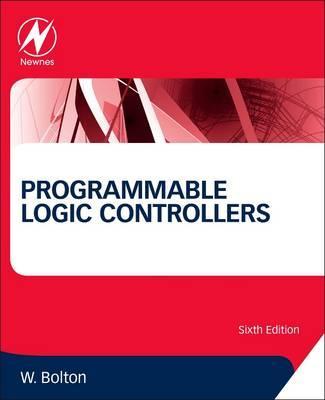 Newnes
PROGRAMMABLE
LOGIC CONTROLLERS
Sixth Edition
W. Bolton